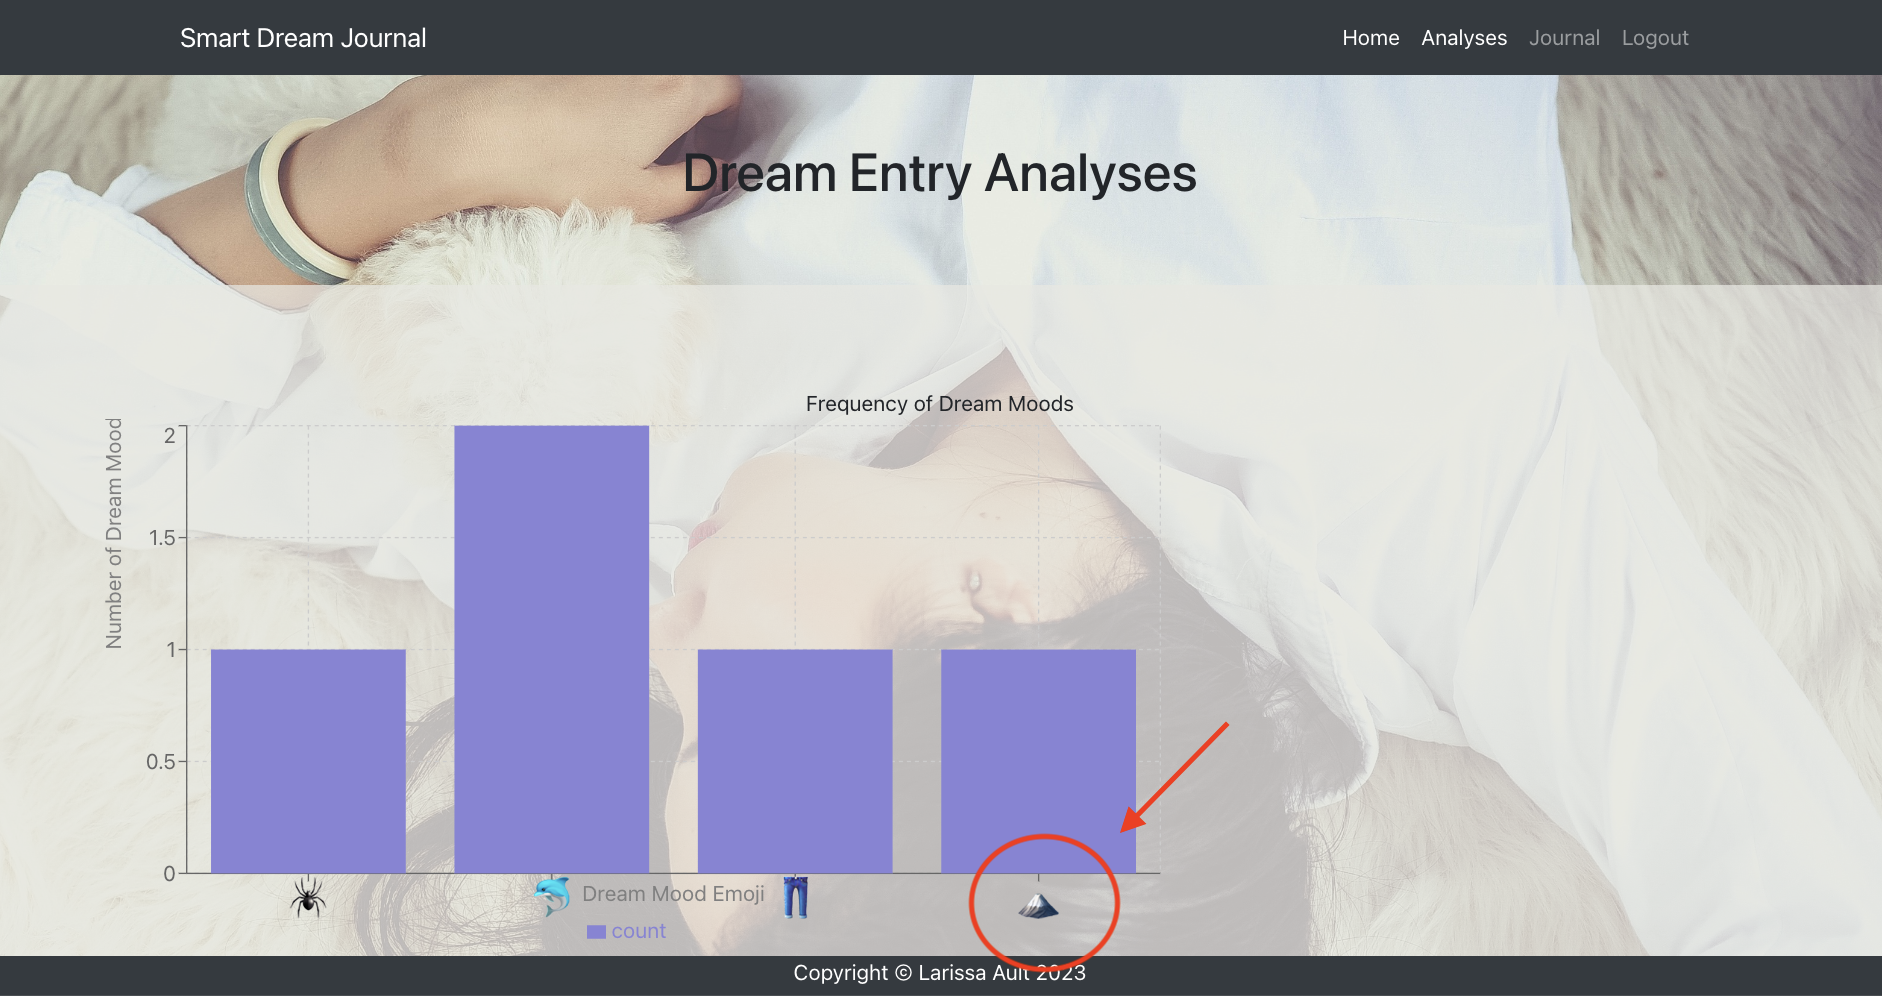 Smart Dream Journal
Home Analyses Journal Logout
Dream Entry Analyses
Frequency of Dream Moods
Number of Dream Mood
2
1.5
1
0.5
0
🕷 🐬 Dream Mood Emoji 👖 ⛰
count
Copyright © Larissa Ault 2023